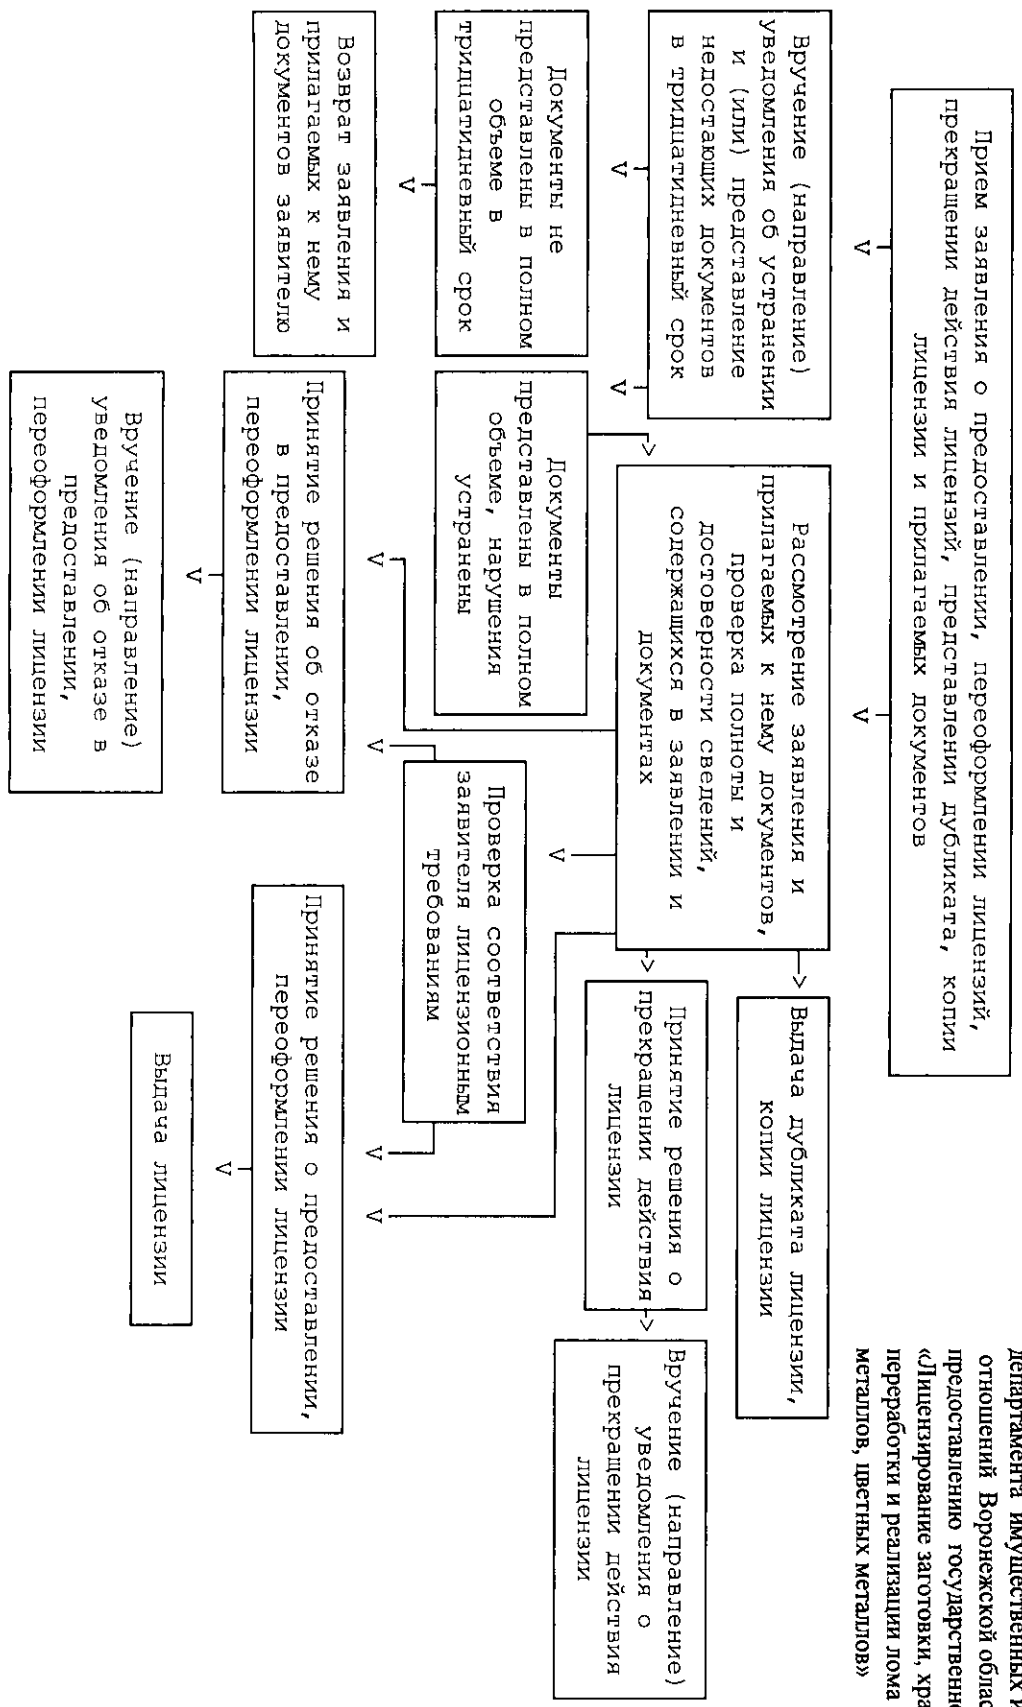 департамента имущественных и
предоставлению государственно
«Лицензирование заготовки, хра
переработки и реализации лома
металлов, цветных металлов»
Прием заявления о предоставлении, переоформлении лицензий,
прекращении действия лицензий, представлении дубликата, копии
лицензии и прилагаемых документов
Вручение (направление)
уведомления об устранении
и (или) представление
недостающих документов
в тридцатидневный срок
Рассмотрение заявления и
прилагаемых к нему документов,
проверка полноты и
достоверности сведений,
содержащихся в заявлении и
документах
Выдача дубликата лицензии,
копии лицензии
Принятие решения о
прекращении действия
лицензии
Вручение (направление)
уведомления о
прекращении действия
лицензии
Документы не
представлены в полном
объеме в
тридцатидневный срок
Документы
представлены в полном
объеме, нарушения
устранены
Проверка соответствия
заявителя лицензионным
требованиям
Возврат заявления и
прилагаемых к нему
документов заявителю
Принятие решения об отказе
в предоставлении,
переоформлении лицензии
Принятие решения о предоставлении,
переоформлении лицензии
Вручение (направление)
уведомления об отказе в
предоставлении,
переоформлении лицензии
Выдача лицензии